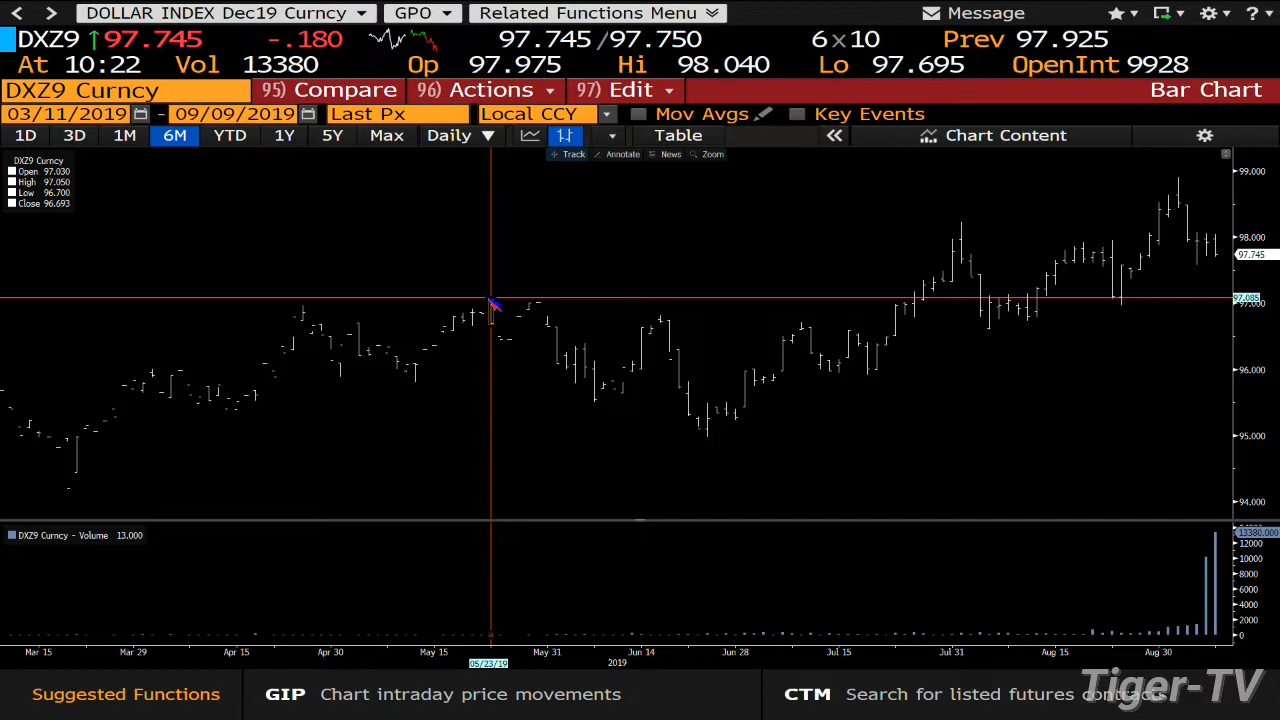 DOLLAR INDEX Dec19 Curncy GPO Related Functions Menu Message
DXZ9 97.745 -.180 97.745/97.750 6x10 Prev 97.925
At 10:22 Vol 13380 Op 97.975 Hi 98.040 Lo 97.695 OpenInt 9928
DXZ9 Curncy 95) Compare 96) Actions 97) Edit Bar Chart
03/11/2019 - 09/09/2019 Last Px Local CCY Mov Avgs Key Events
1D 3D 1M 6M YTD 1Y 5Y Max Daily Table Chart Content
Track Annotate News Zoom
DXZ9 Curncy
Open 97.030
High 97.050
Low 96.700
Close 96.693
99.000
98.000
97.745
97.085
97.000
96.000
95.000
94.000
DXZ9 Curncy - Volume 13.000
13380.000
12000
10000
8000
6000
4000
2000
0
Mar 15 Mar 29 Apr 15 Apr 30 May 15 May 31 Jun 14 Jun 28 Jul 15 Jul 31 Aug 15 Aug 30
05/23/19 2019
Suggested Functions GIP Chart intraday price movements CTM Search for listed futures contracts
Tiger-TV